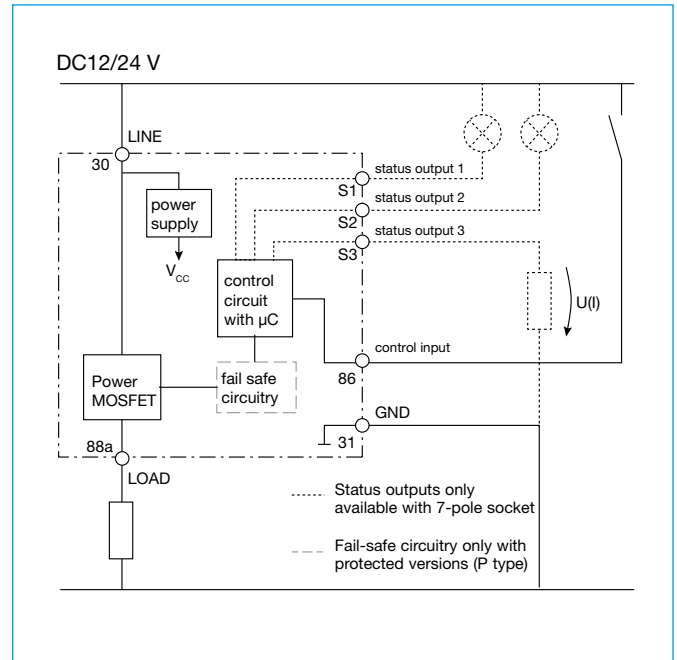 DC12/24 V
LINE
30
status output 1
S1
status output 2
S2
status output 3
S3
power
supply
VCC
control
circuit
with µC
U(I)
control input
86
Power
MOSFET
fail safe
circuitry
GND
31
88a
LOAD
Status outputs only
available with 7-pole socket
Fail-safe circuitry only with
protected versions (P type)